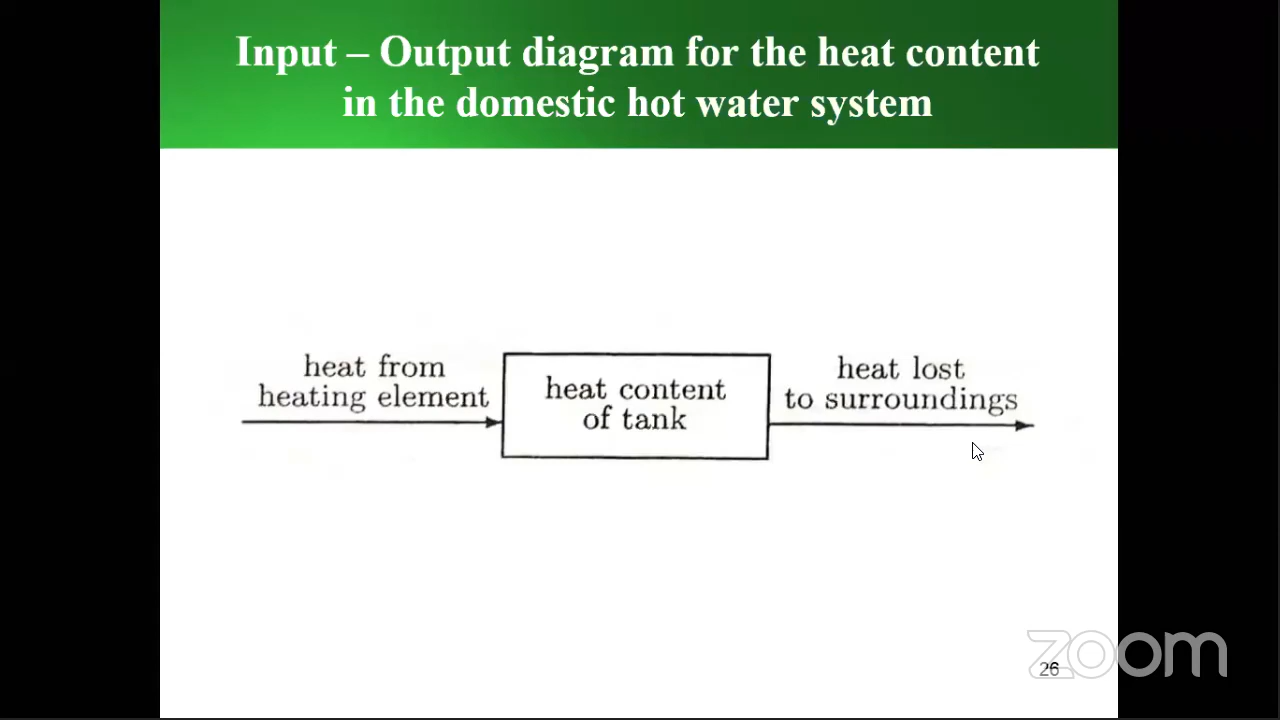 Input – Output diagram for the heat content
in the domestic hot water system
heat from
heating element
heat content
of tank
heat lost
to surroundings
26
zoom